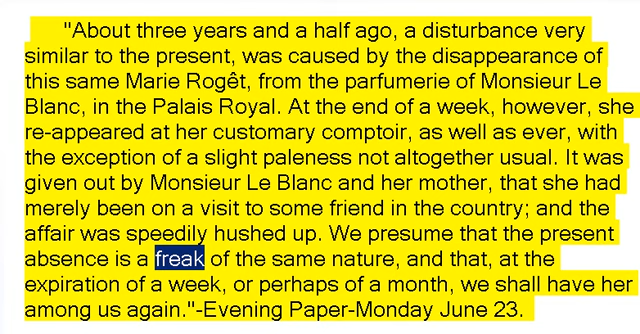 "About three years and a half ago, a disturbance very
similar to the present, was caused by the disappearance of
this same Marie Rogêt, from the parfumerie of Monsieur Le
Blanc, in the Palais Royal. At the end of a week, however, she
re-appeared at her customary comptoir, as well as ever, with
the exception of a slight paleness not altogether usual. It was
given out by Monsieur Le Blanc and her mother, that she had
merely been on a visit to some friend in the country; and the
affair was speedily hushed up. We presume that the present
absence is a freak of the same nature, and that, at the
expiration of a week, or perhaps of a month, we shall have her
among us again."-Evening Paper-Monday June 23.